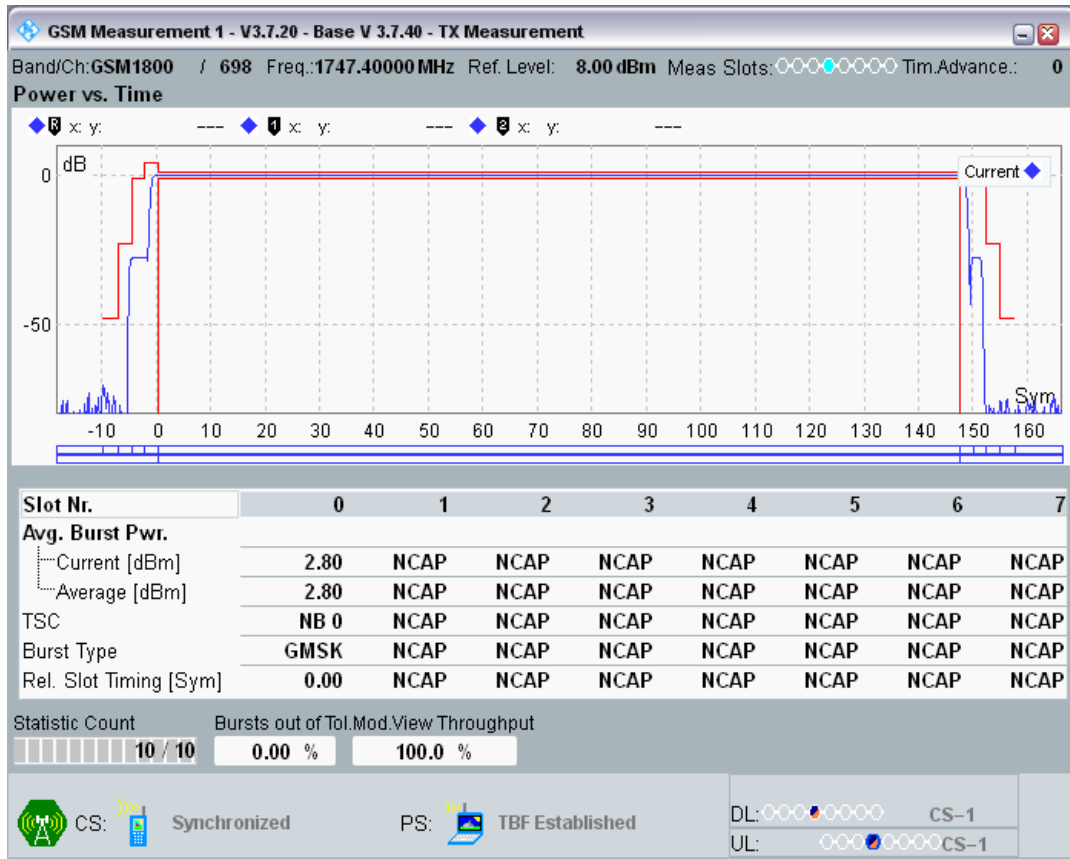 GSM Measurement 1 - V3.7.20 - Base V 3.7.40 - TX Measurement
Band/Ch:GSM1800 / 698 Freq.:1747.40000 MHz Ref. Level: 8.00 dBm Meas Slots: Tim.Advance.: 0
Power vs. Time
R x: y: --- 1 x: y: --- 2 x: y: ---
dB
Current
0
-50
Sym
-10 0 10 20 30 40 50 60 70 80 90 100 110 120 130 140 150 160
Slot Nr. 0 1 2 3 4 5 6 7
Avg. Burst Pwr.
Current [dBm] 2.80 NCAP NCAP NCAP NCAP NCAP NCAP NCAP
Average [dBm] 2.80 NCAP NCAP NCAP NCAP NCAP NCAP NCAP
TSC NB 0 NCAP NCAP NCAP NCAP NCAP NCAP NCAP
Burst Type GMSK NCAP NCAP NCAP NCAP NCAP NCAP NCAP
Rel. Slot Timing [Sym] 0.00 NCAP NCAP NCAP NCAP NCAP NCAP NCAP
Statistic Count Bursts out of Tol.Mod.View Throughput
10 / 10 0.00 % 100.0 %
CS: Synchronized PS: TBF Established
DL: CS-1
UL: CS-1